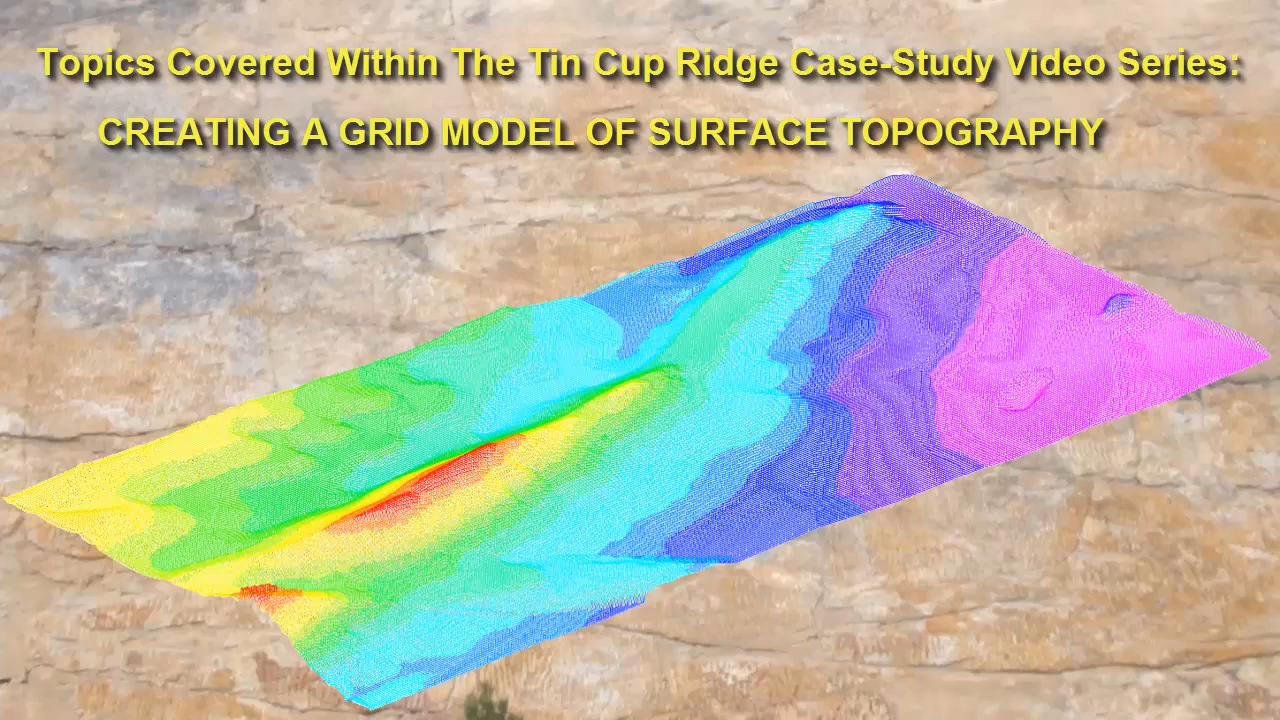 Topics Covered Within The Tin Cup Ridge Case-Study Video Series:
CREATING A GRID MODEL OF SURFACE TOPOGRAPHY